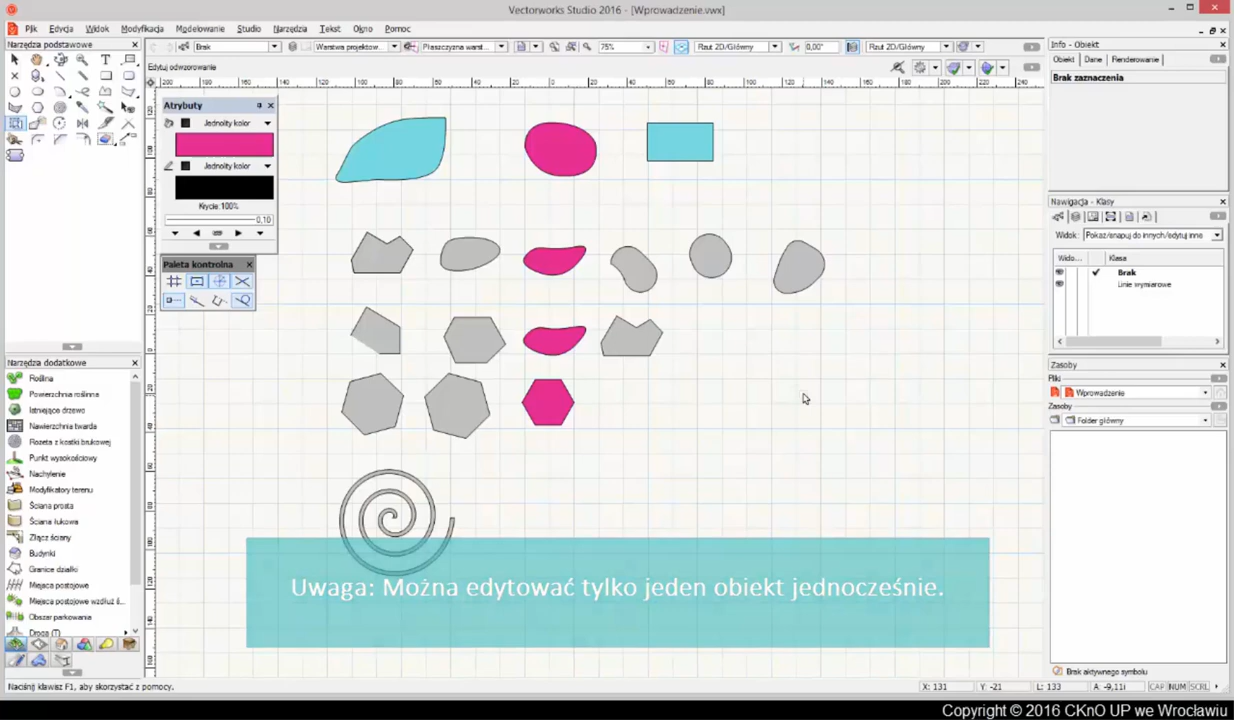 Vectorworks Studio 2016 - [Wprowadzenie.vwx]
Plik Edycja Widok Modyfikacja Modelowanie Studio Narzędzia Tekst Okno Pomoc
Narzędzia podstawowe
Brak
Warstwa projektow...
Płaszczyzna warst...
75%
Rzut 2D/Główny
0,00°
Rzut 2D/Główny
Edytuj odwzorowanie
Atrybuty
Jednolity kolor
Jednolity kolor
Krycie: 100%
0,10
Paleta kontrolna
Narzędzia dodatkowe
Roślina
Powierzchnia roślinna
Istniejące drzewo
Nawierzchnia twarda
Rozeta z kostki brukowej
Punkt wysokościowy
Nachylenie
Modyfikatory terenu
Ściana prosta
Ściana łukowa
Złącz ściany
Budynki
Granice działki
Miejsca postojowe
Miejsca postojowe wzdłuż ś...
Obszar parkowania
Droga (T)
Info - Obiekt
Obiekt Dane Renderowanie
Brak zaznaczenia
Nawigacja - Klasy
Widok: Pokaż/snapuj do innych/edytuj inne
Wido... Klasa
Brak
Linie wymiarowe
Zasoby
Pliki
Wprowadzenie
Zasoby
Folder główny
Brak aktywnego symbolu
Uwaga: Można edytować tylko jeden obiekt jednocześnie.
Naciśnij klawisz F1, aby skorzystać z pomocy.
X: 131 Y: -21 L: 133 CAP NUM SCRL
Copyright © 2016 CKnO UP we Wrocławiu